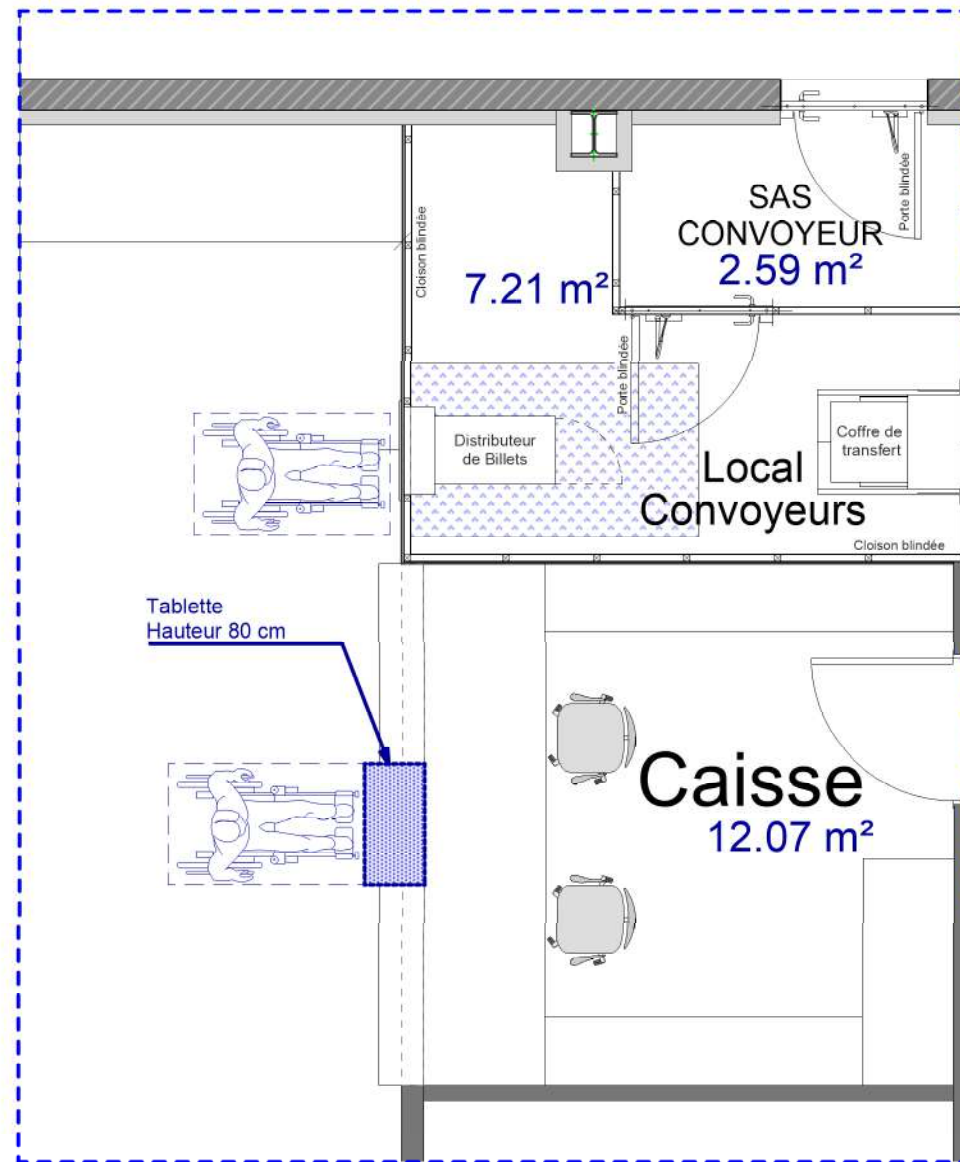 SAS
CONVOYEUR
2.59 m²
Porte blindée
Cloison blindée
7.21 m²
Porte blindée
Distributeur
de Billets
Coffre de
transfert
Local
Convoyeurs
Cloison blindée
Tablette
Hauteur 80 cm
Caisse
12.07 m²